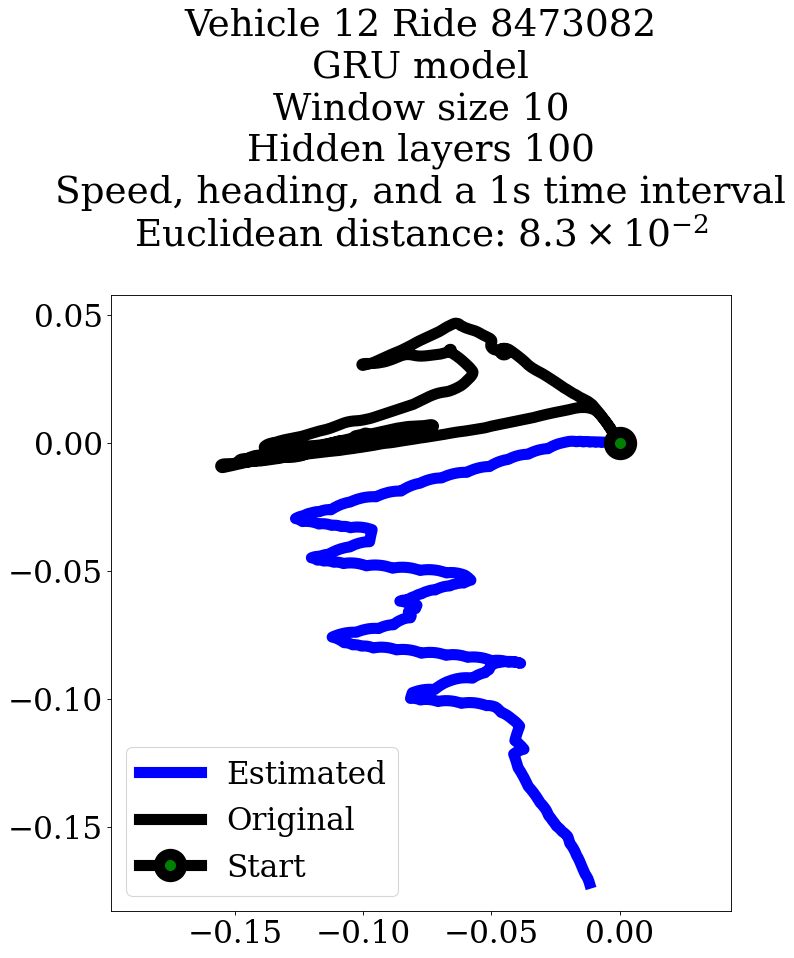 Vehicle 12 Ride 8473082
GRU model
Window size 10
Hidden layers 100
Speed, heading, and a 1s time interval
Euclidean distance: 8.3 × 10⁻²
0.05
0.00
−0.05
−0.10
−0.15
Estimated
Original
Start
−0.15 −0.10 −0.05 0.00